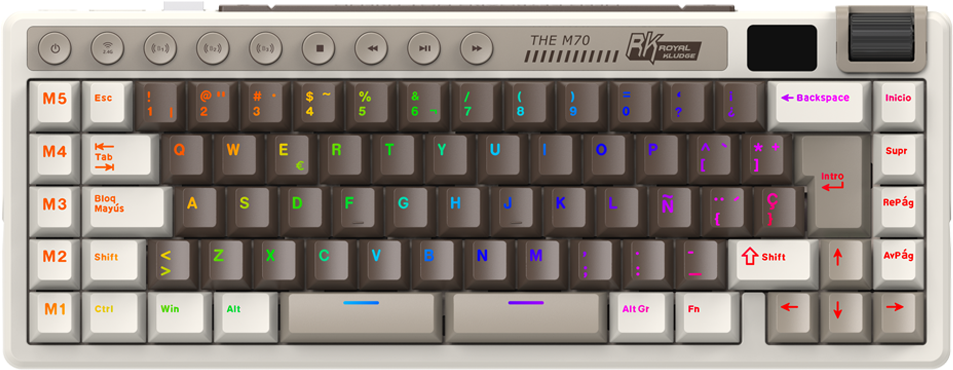 2.4G
THE M70
RK ROYAL
KLUDGE
M5 Esc ! 1 @ " 2 # · 3 $ ~ 4 % 5 & 6 ¬ / 7 ( 8 ) 9 = 0 ' ? ¡ ¿ ← Backspace Inicio
M4 Tab Q W E € R T Y U I O P ^ ` [ * + ] Intro Supr
M3 Bloq
Mayús A S D F G H J K L Ñ ¨ ´ { Ç } RePág
M2 Shift < > Z X C V B N M ; , : . - _ Shift ↑ AvPág
M1 Ctrl Win Alt Alt Gr Fn ← ↓ →